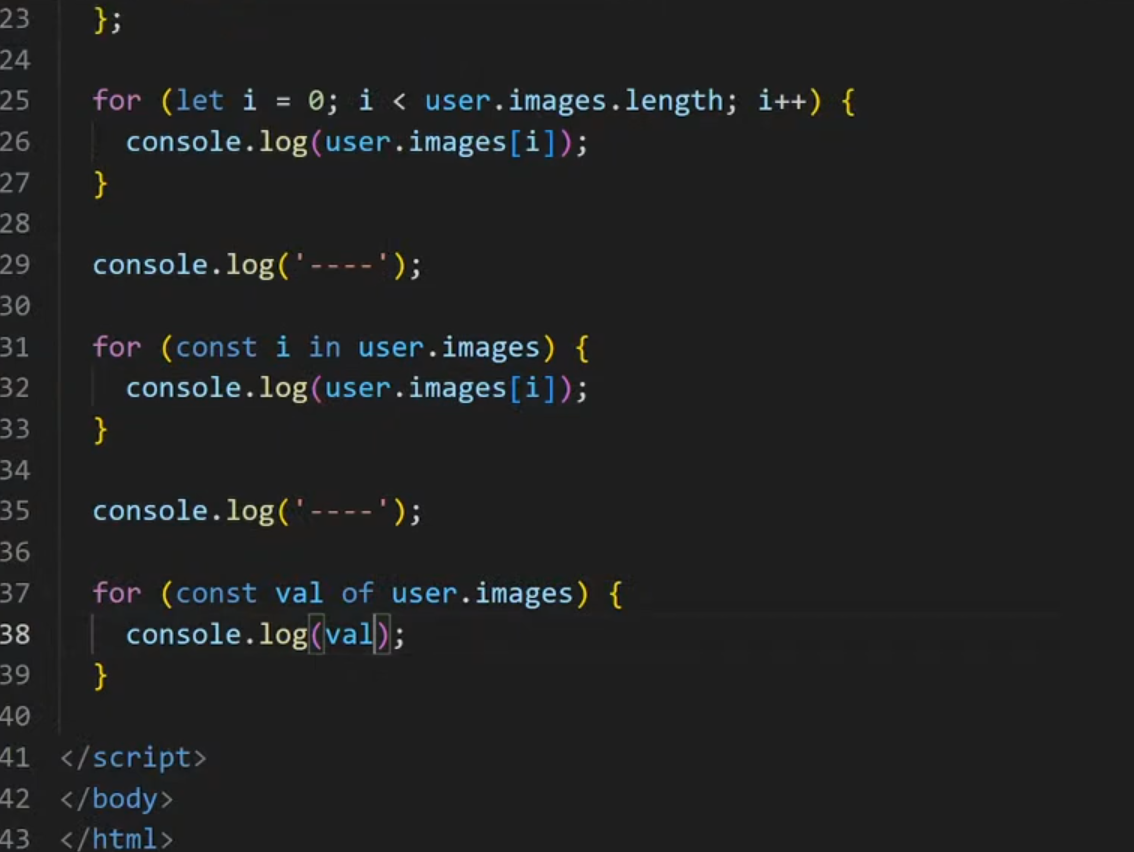 23 };
24
25 for (let i = 0; i < user.images.length; i++) {
26 console.log(user.images[i]);
27 }
28
29 console.log('----');
30
31 for (const i in user.images) {
32 console.log(user.images[i]);
33 }
34
35 console.log('----');
36
37 for (const val of user.images) {
38 console.log(val);
39 }
40
41 </script>
42 </body>
43 </html>